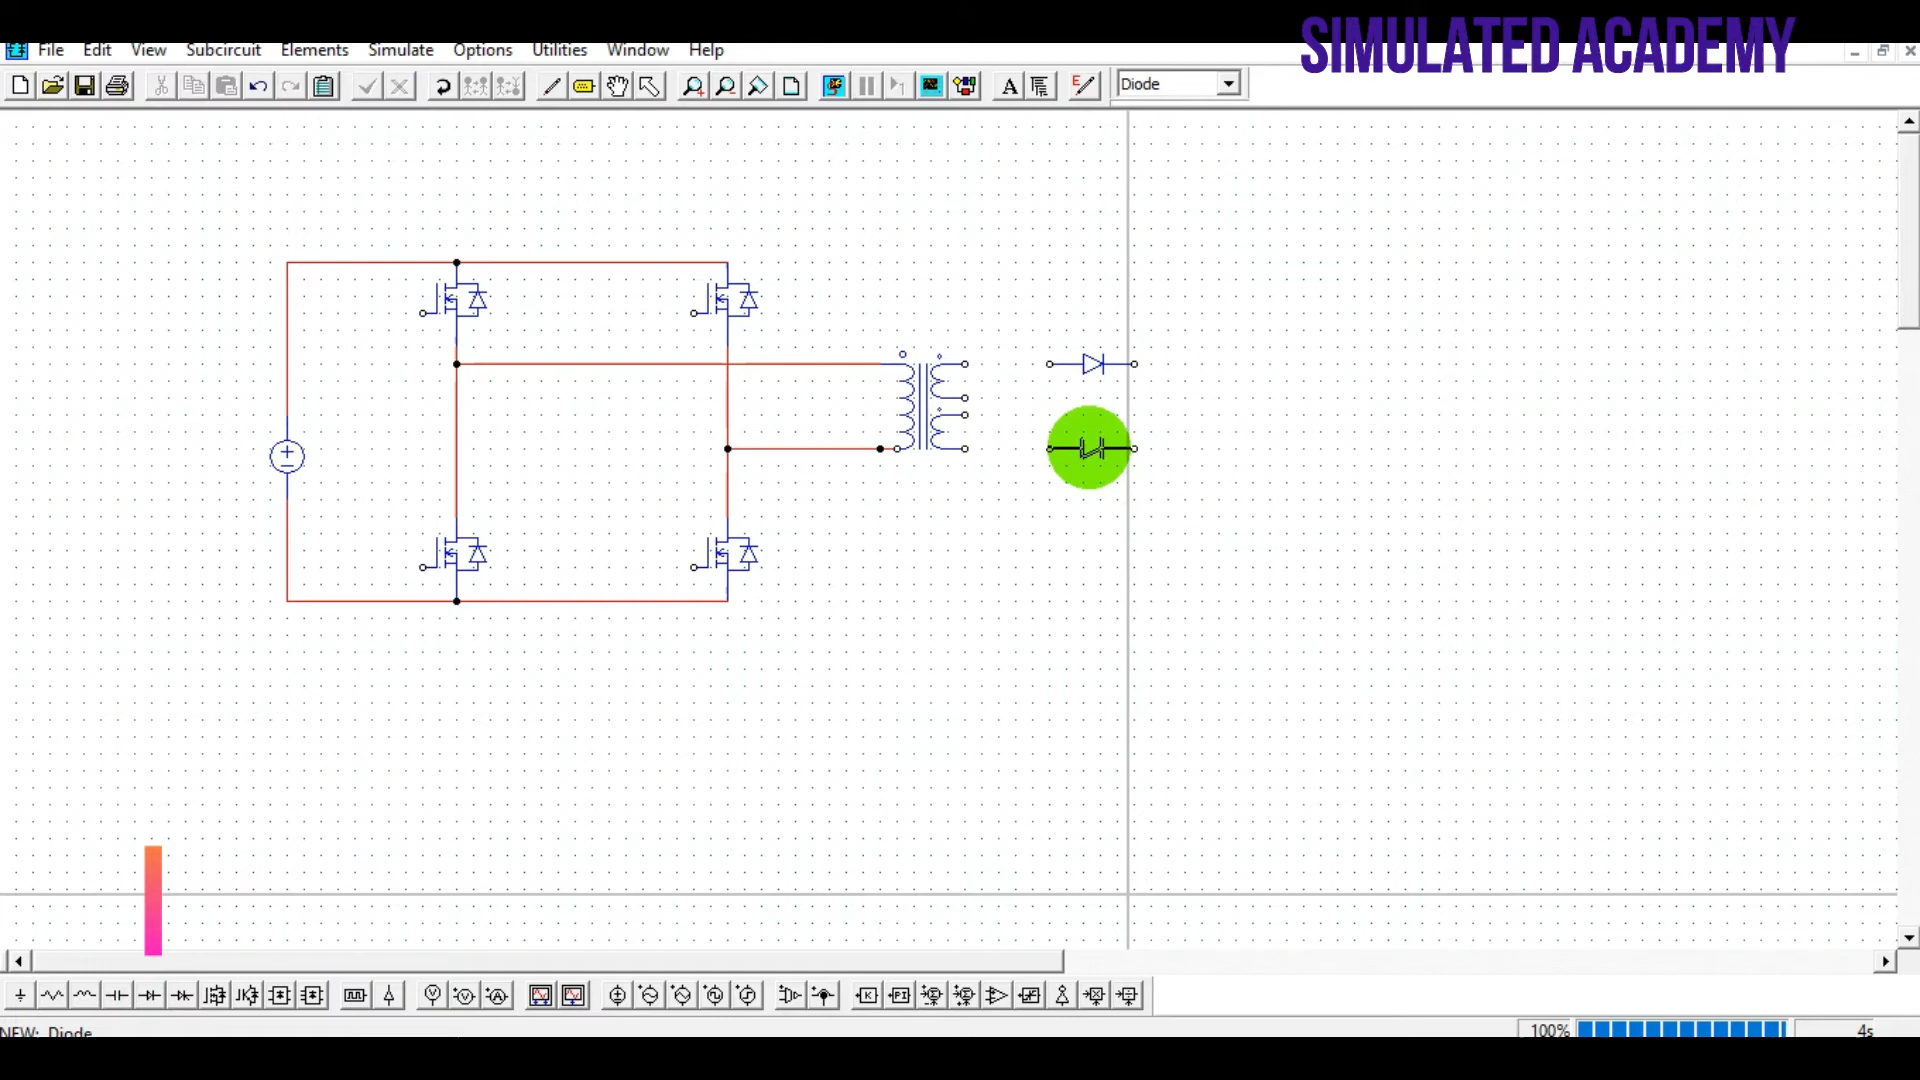 SIMULATED ACADEMY
File Edit View Subcircuit Elements Simulate Options Utilities Window Help
Diode
NEW: Diode
100%
4s